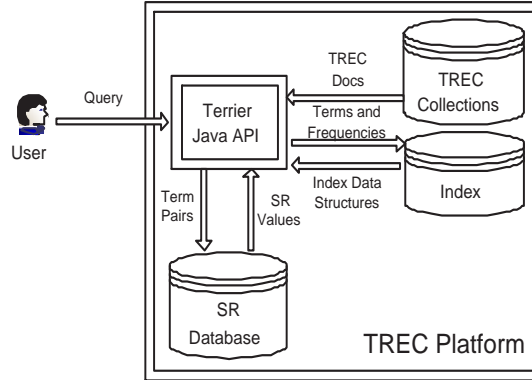 TREC
Docs
TREC
Collections
Query
Terrier
Java API
Terms and
Frequencies
User
Index Data
Structures
Index
Term
Pairs
SR
Values
SR
Database
TREC Platform